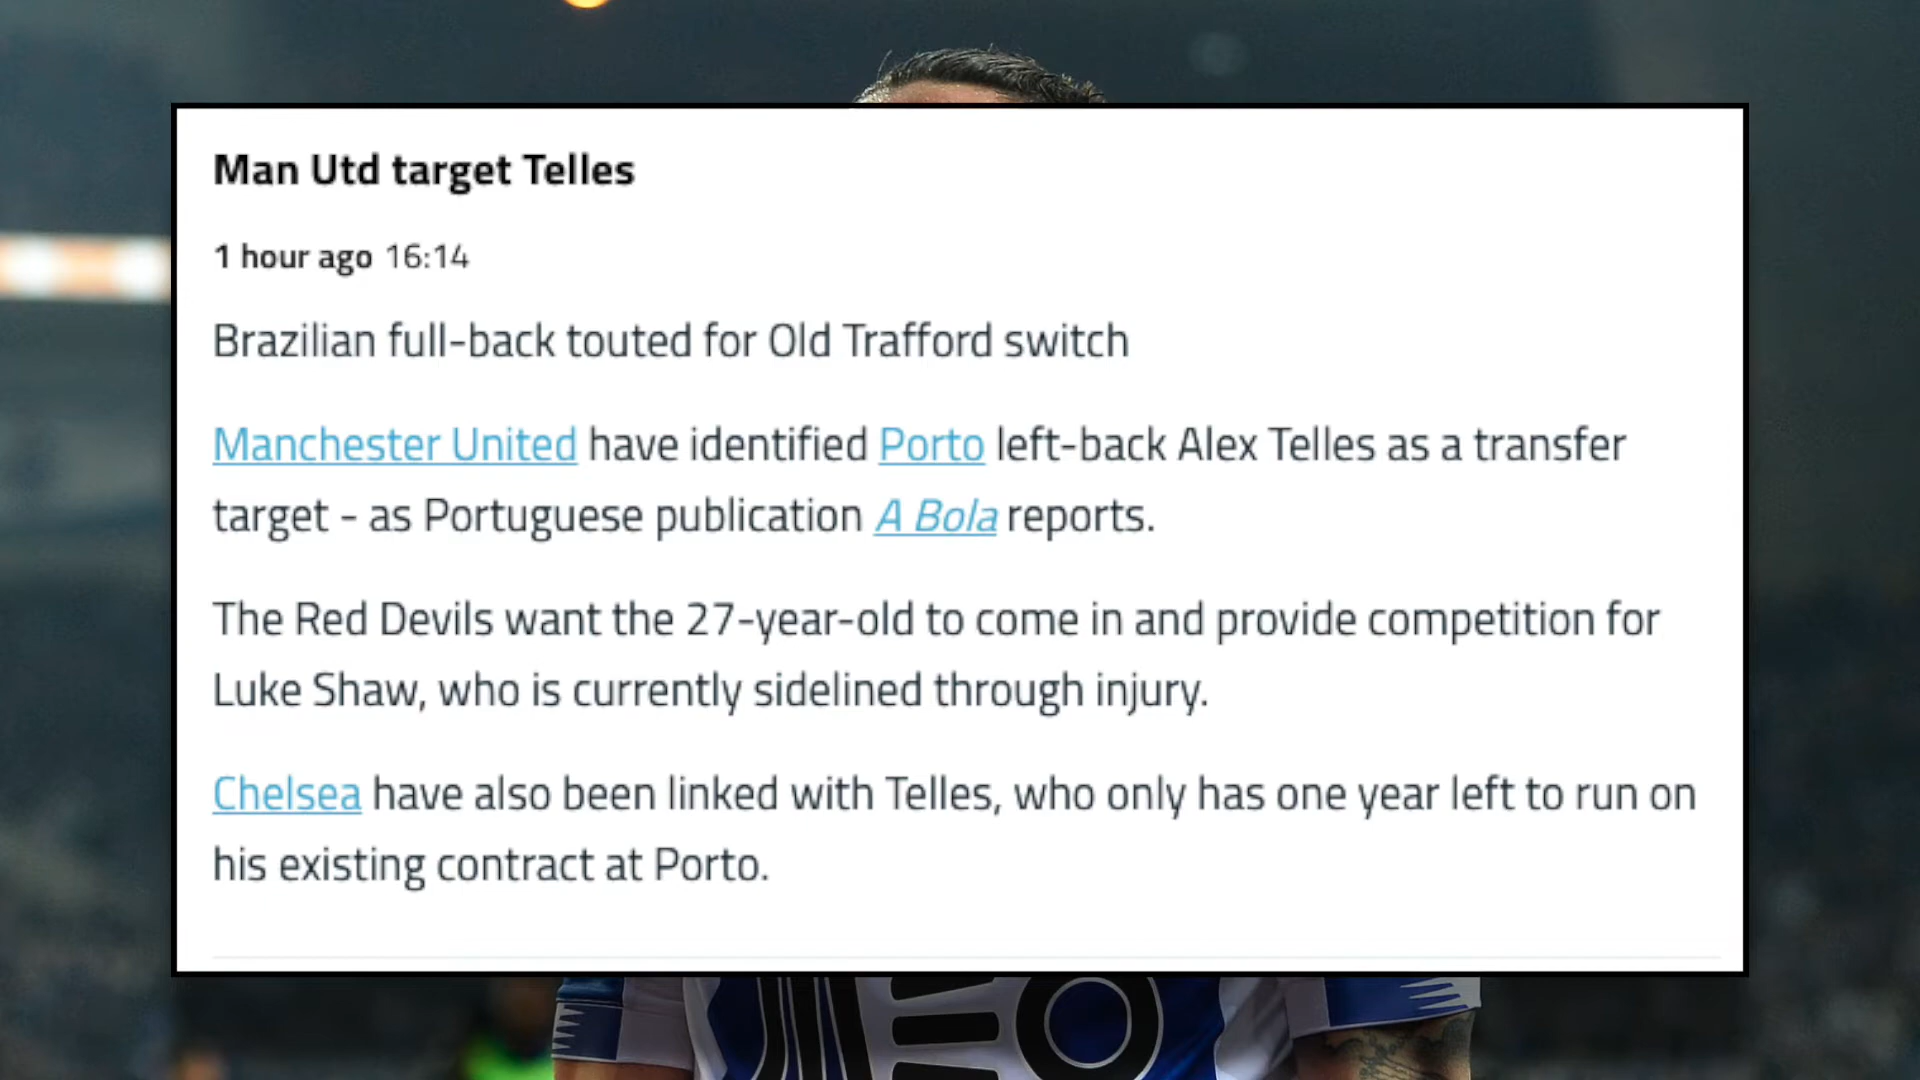 Man Utd target Telles
1 hour ago 16:14
Brazilian full-back touted for Old Trafford switch
Manchester United have identified Porto left-back Alex Telles as a transfer
target - as Portuguese publication A Bola reports.
The Red Devils want the 27-year-old to come in and provide competition for
Luke Shaw, who is currently sidelined through injury.
Chelsea have also been linked with Telles, who only has one year left to run on
his existing contract at Porto.